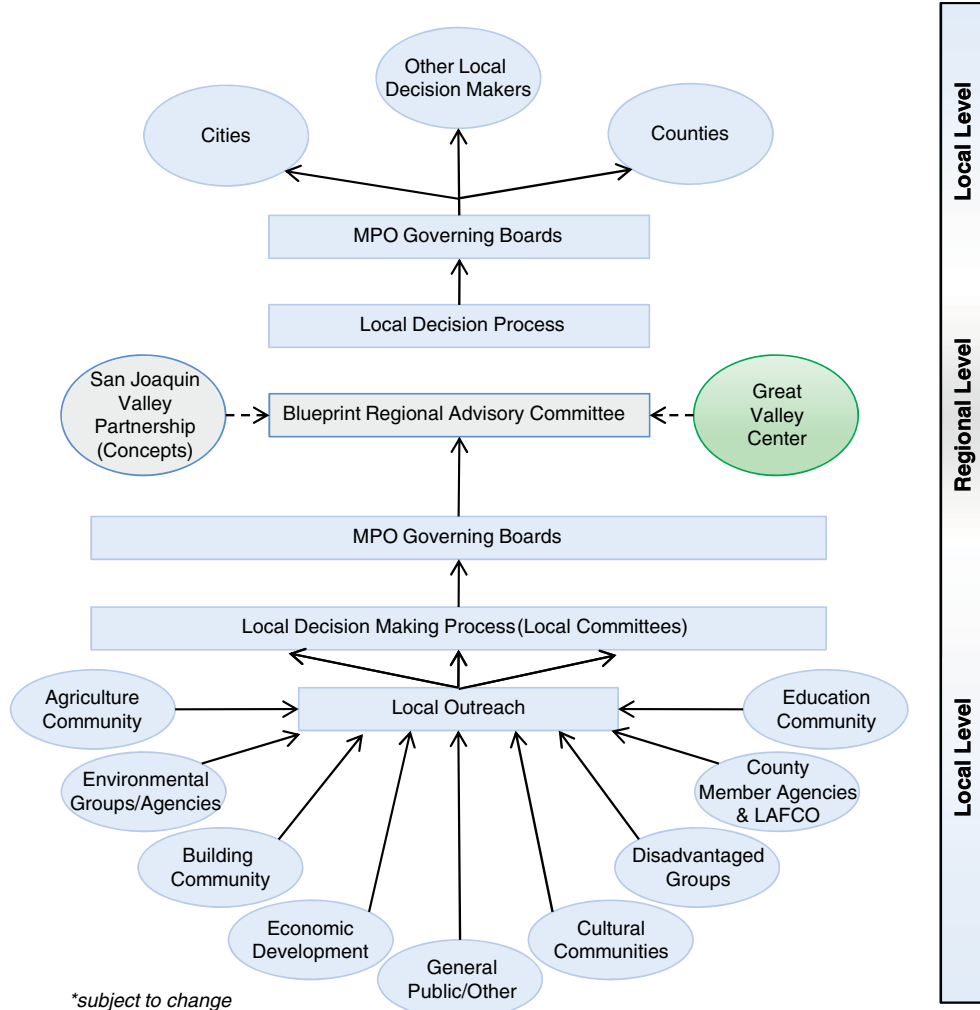 Other Local
Decision Makers
Cities
Counties
MPO Governing Boards
Local Decision Process
San Joaquin
Valley
Partnership
(Concepts)
Blueprint Regional Advisory Committee
Great
Valley
Center
MPO Governing Boards
Local Decision Making Process(Local Committees)
Agriculture
Community
Local Outreach
Education
Community
Environmental
Groups/Agencies
County
Member Agencies
& LAFCO
Building
Community
Disadvantaged
Groups
Economic
Development
Cultural
Communities
General
Public/Other
*subject to change
Local Level
Regional Level
Local Level